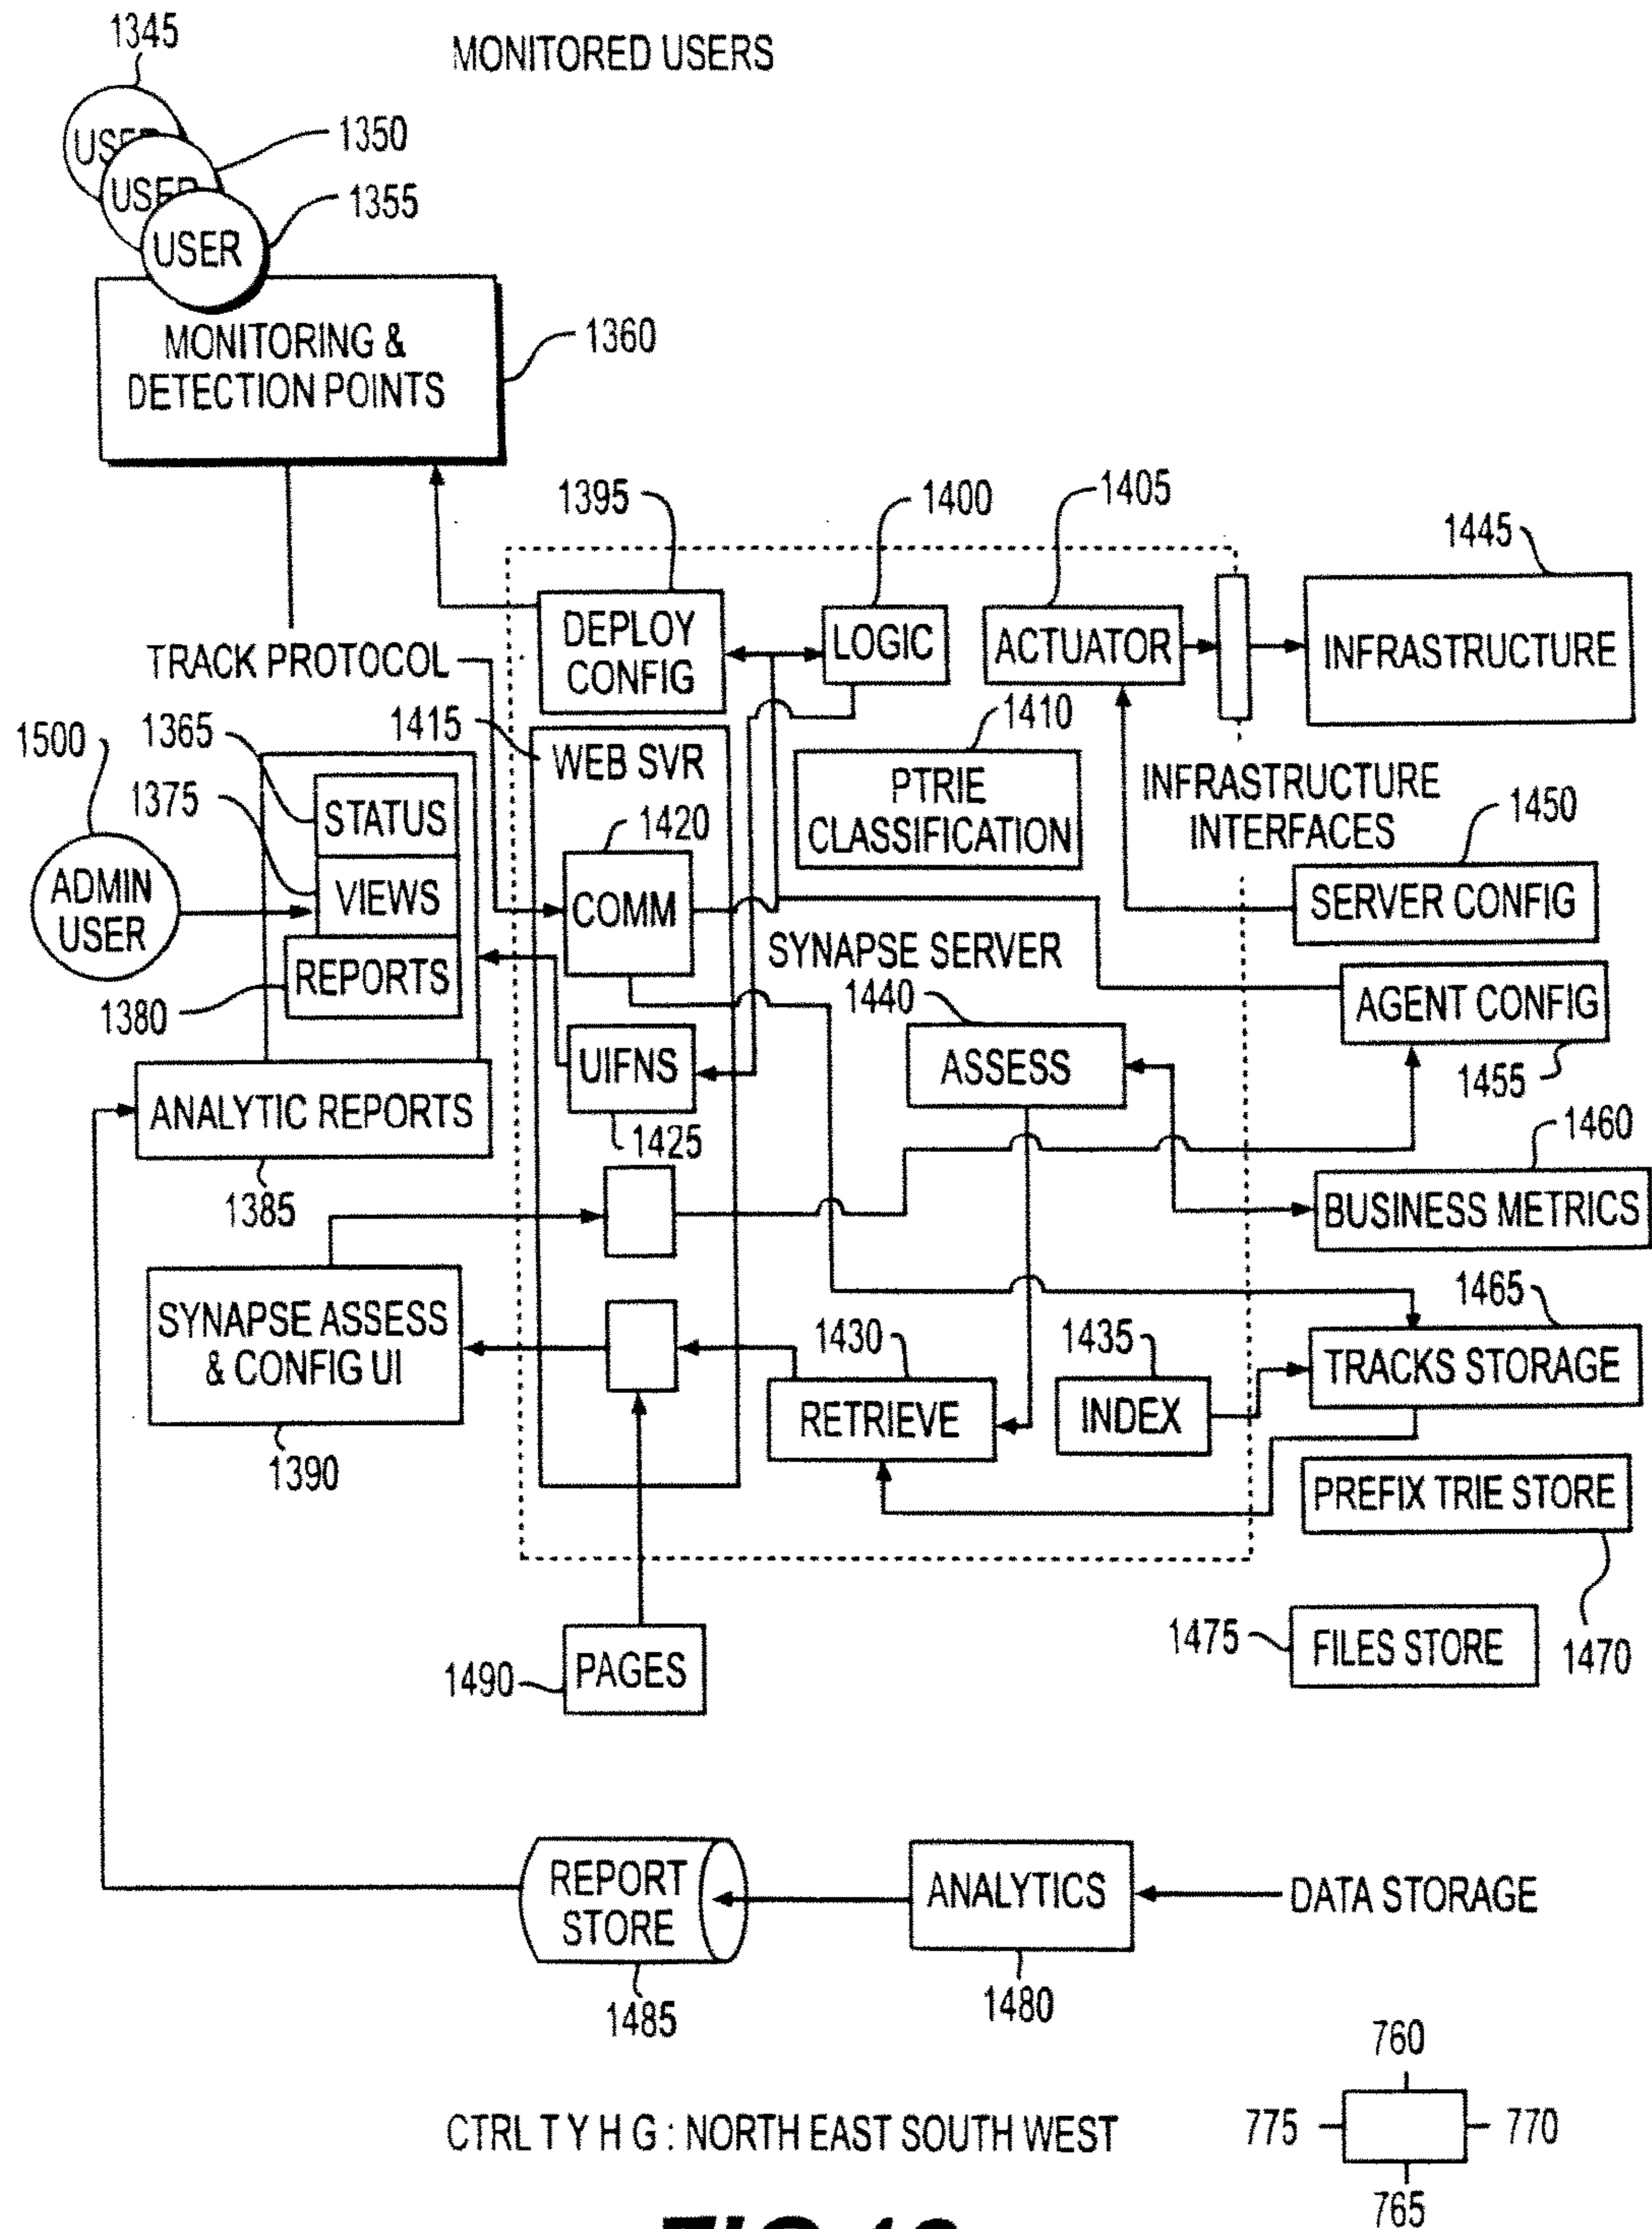 1345
MONITORED USERS
USER
1350
USER
1355
USER
MONITORING &
DETECTION POINTS
1360
1395
1400
1405
1445
DEPLOY
CONFIG
LOGIC
ACTUATOR
INFRASTRUCTURE
TRACK PROTOCOL
1500
1365
1415
1410
1375
WEB SVR
PTRIE
CLASSIFICATION
INFRASTRUCTURE
INTERFACES
STATUS
1420
1450
ADMIN
USER
VIEWS
COMM
SERVER CONFIG
SYNAPSE SERVER
REPORTS
1380
1440
AGENT CONFIG
UIFNS
ASSESS
1455
ANALYTIC REPORTS
1425
1460
1385
BUSINESS METRICS
SYNAPSE ASSESS
& CONFIG UI
1430
1435
1465
TRACKS STORAGE
RETRIEVE
INDEX
1390
PREFIX TRIE STORE
PAGES
1490
1475
FILES STORE
1470
REPORT
STORE
ANALYTICS
DATA STORAGE
1485
1480
760
CTRL T Y H G : NORTH EAST SOUTH WEST
775
770
765